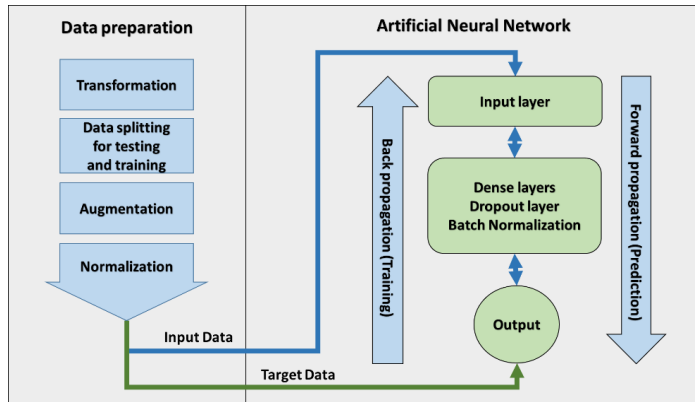 Data preparation
Transformation
Data splitting
for testing
and training
Augmentation
Normalization
Input Data
Target Data
Artificial Neural Network
Back propagation (Training)
Input layer
Dense layers
Dropout layer
Batch Normalization
Output
Forward propagation (Prediction)